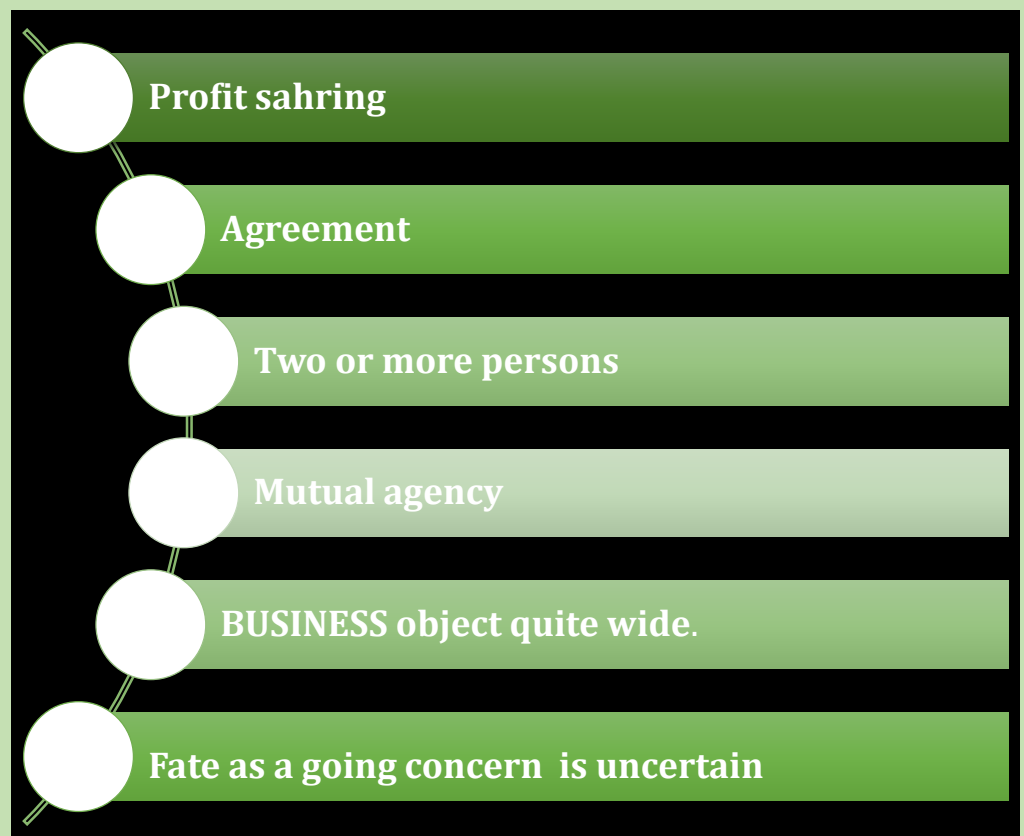 Profit sahring
Agreement
Two or more persons
Mutual agency
BUSINESS object quite wide.
Fate as a going concern  is uncertain